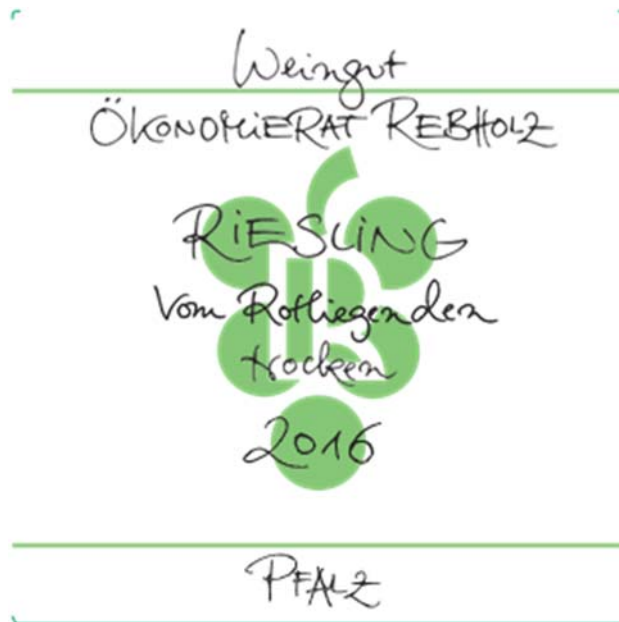 Weingut
ÖKONOMiERAT REBHOLZ
RiESLiNG
Vom Rotliegenden
trocken
2016
PFALZ